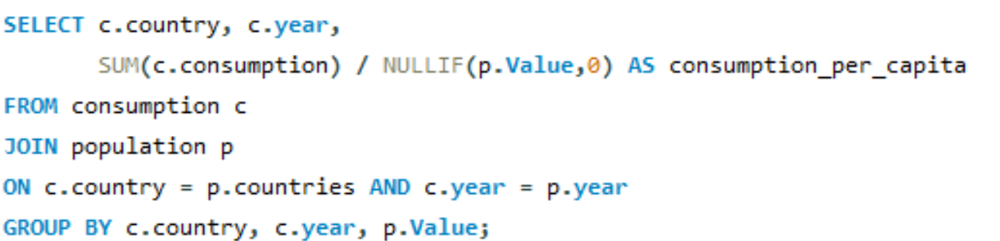 SELECT c.country, c.year,
SUM(c.consumption) / NULLIF(p.Value,0) AS consumption_per_capita
FROM consumption c
JOIN population p
ON c.country = p.countries AND c.year = p.year
GROUP BY c.country, c.year, p.Value;